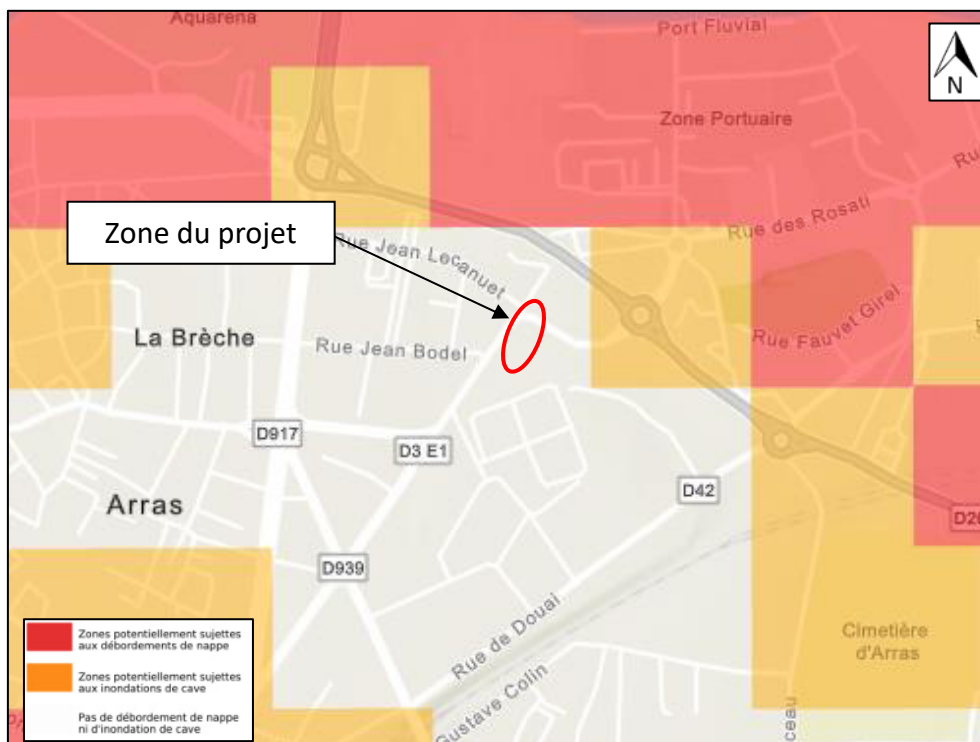 Aquarena
Port Fluvial
N
Zone Portuaire
Rue des Rosati
Zone du projet
Rue Jean Lecanuet
La Brèche
Rue Jean Bodel
Rue Fauvet Girel
D917
D3 E1
Arras
D42
D939
Rue de Douai
Cimetière
d'Arras
Gustave Colin
Zones potentiellement sujettes
aux débordements de nappe
Zones potentiellement sujettes
aux inondations de cave
Pas de débordement de nappe
ni d'inondation de cave